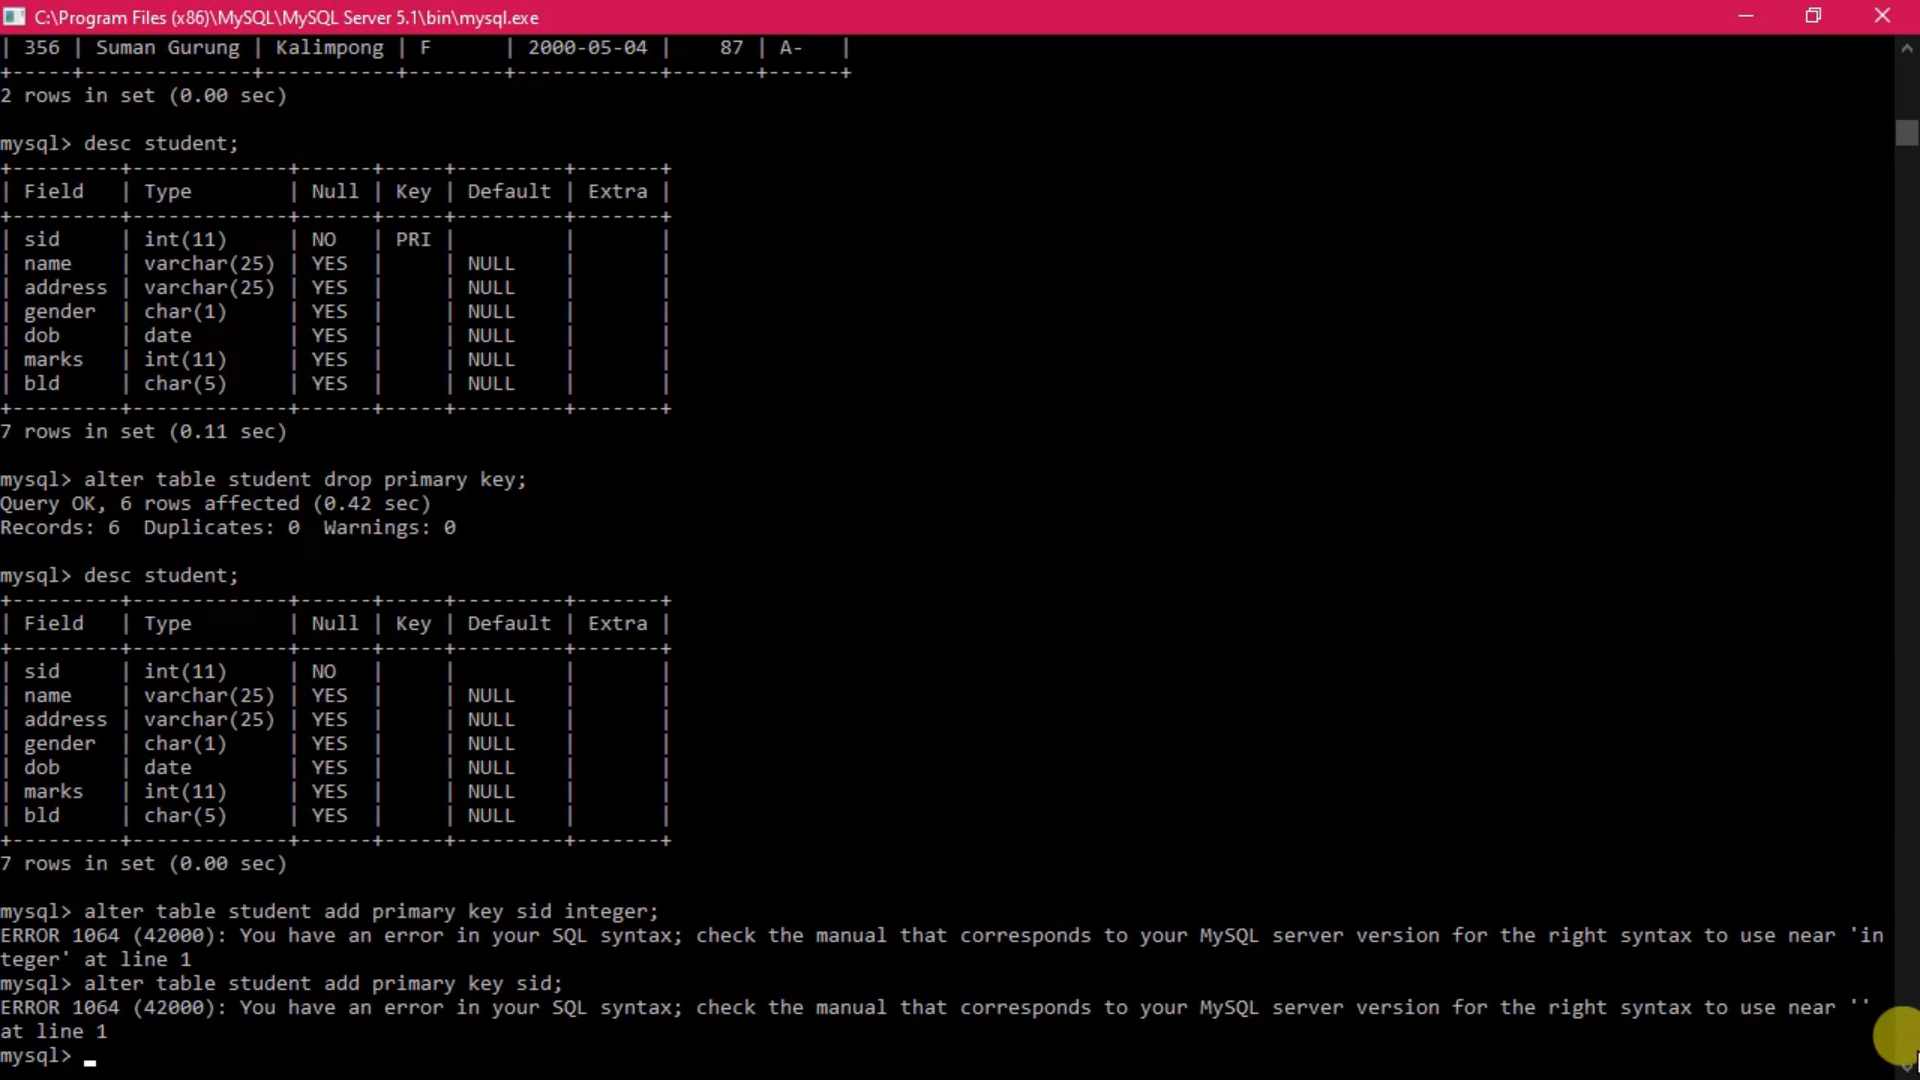 C:\Program Files (x86)\MySQL\MySQL Server 5.1\bin\mysql.exe
| 356 | Suman Gurung | Kalimpong | F      | 2000-05-04 |    87 | A-   |
+-----+--------------+-----------+--------+------------+-------+------+
2 rows in set (0.00 sec)
mysql> desc student;
+---------+-------------+------+-----+---------+-------+
| Field   | Type        | Null | Key | Default | Extra |
+---------+-------------+------+-----+---------+-------+
| sid     | int(11)     | NO   | PRI |         |       |
| name    | varchar(25) | YES  |     | NULL    |       |
| address | varchar(25) | YES  |     | NULL    |       |
| gender  | char(1)     | YES  |     | NULL    |       |
| dob     | date        | YES  |     | NULL    |       |
| marks   | int(11)     | YES  |     | NULL    |       |
| bld     | char(5)     | YES  |     | NULL    |       |
+---------+-------------+------+-----+---------+-------+
7 rows in set (0.11 sec)
mysql> alter table student drop primary key;
Query OK, 6 rows affected (0.42 sec)
Records: 6  Duplicates: 0  Warnings: 0
mysql> desc student;
+---------+-------------+------+-----+---------+-------+
| Field   | Type        | Null | Key | Default | Extra |
+---------+-------------+------+-----+---------+-------+
| sid     | int(11)     | NO   |     |         |       |
| name    | varchar(25) | YES  |     | NULL    |       |
| address | varchar(25) | YES  |     | NULL    |       |
| gender  | char(1)     | YES  |     | NULL    |       |
| dob     | date        | YES  |     | NULL    |       |
| marks   | int(11)     | YES  |     | NULL    |       |
| bld     | char(5)     | YES  |     | NULL    |       |
+---------+-------------+------+-----+---------+-------+
7 rows in set (0.00 sec)
mysql> alter table student add primary key sid integer;
ERROR 1064 (42000): You have an error in your SQL syntax; check the manual that corresponds to your MySQL server version for the right syntax to use near 'in
teger' at line 1
mysql> alter table student add primary key sid;
ERROR 1064 (42000): You have an error in your SQL syntax; check the manual that corresponds to your MySQL server version for the right syntax to use near ''
at line 1
mysql> _